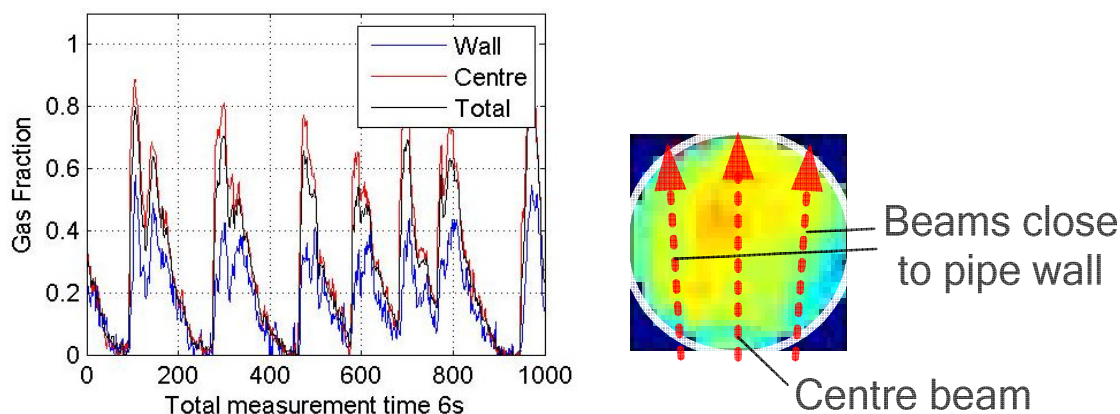 1
0.8
0.6
0.4
0.2
0
Gas Fraction
Wall
Centre
Total
0 200 400 600 800 1000
Total measurement time 6s
Beams close
to pipe wall
Centre beam